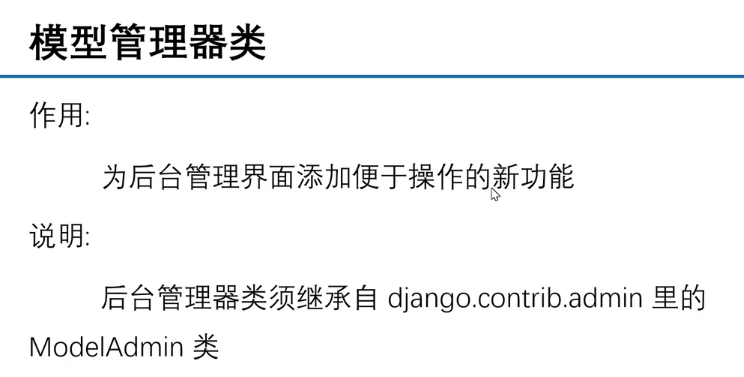 模型管理器类
作用:
为后台管理界面添加便于操作的新功能
说明:
后台管理器类须继承自 django.contrib.admin 里的
ModelAdmin 类